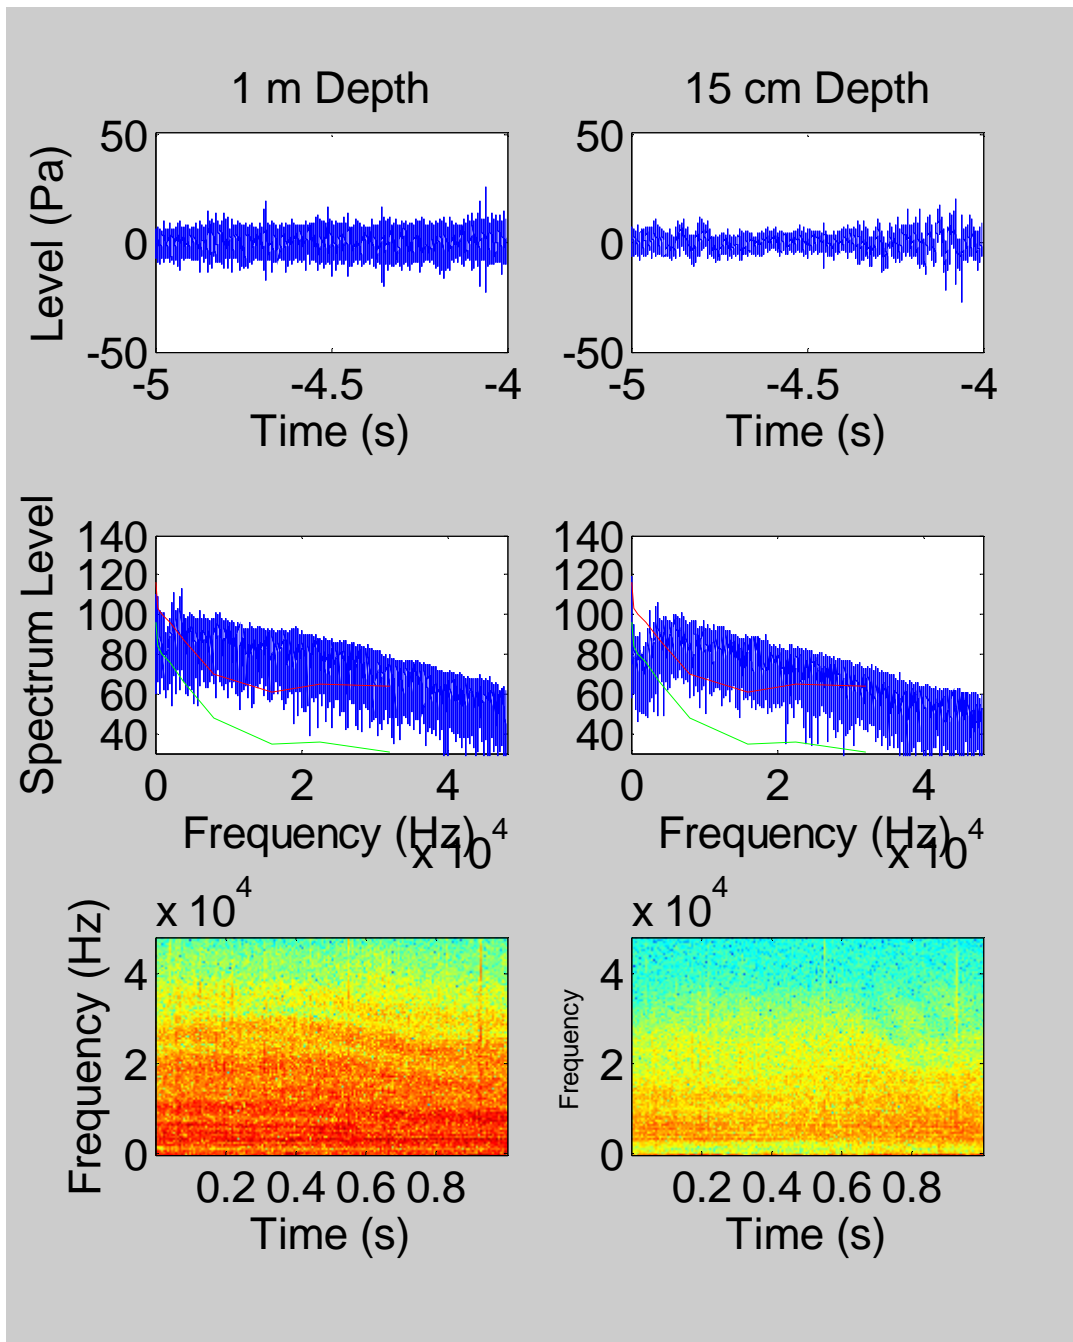 1 m Depth
15 cm Depth
Level (Pa)
50
0
-50
-5
-4.5
-4
Time (s)
50
0
-50
-5
-4.5
-4
Time (s)
Spectrum Level
140
120
100
80
60
40
0
2
4
Frequency (Hz)
x 10^4
140
120
100
80
60
40
0
2
4
Frequency (Hz)
x 10^4
Frequency (Hz)
x 10^4
4
2
0
0.2 0.4 0.6 0.8
Time (s)
Frequency
x 10^4
4
2
0
0.2 0.4 0.6 0.8
Time (s)